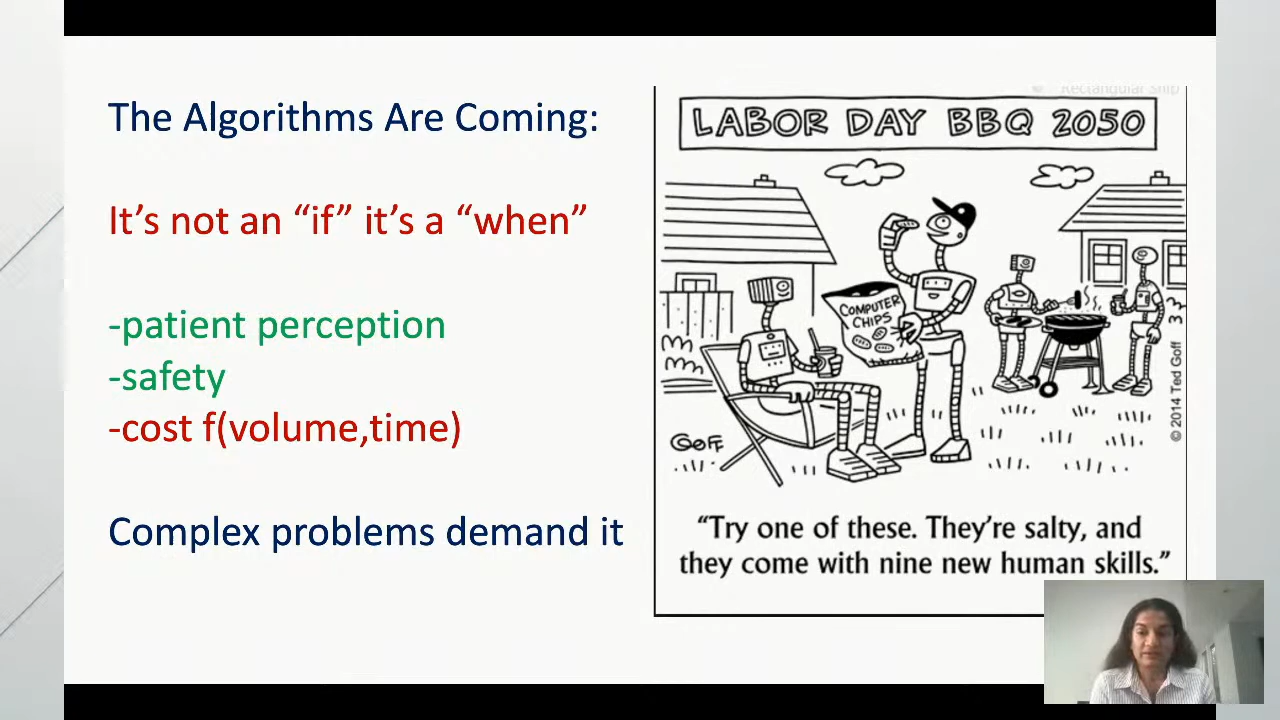 The Algorithms Are Coming:
It’s not an “if” it’s a “when”
-patient perception
-safety
-cost f(volume,time)
Complex problems demand it
Rectangular Snip
LABOR DAY BBQ 2050
COMPUTER
CHIPS
GOFF
© 2014 Ted Goff
“Try one of these. They’re salty, and
they come with nine new human skills.”